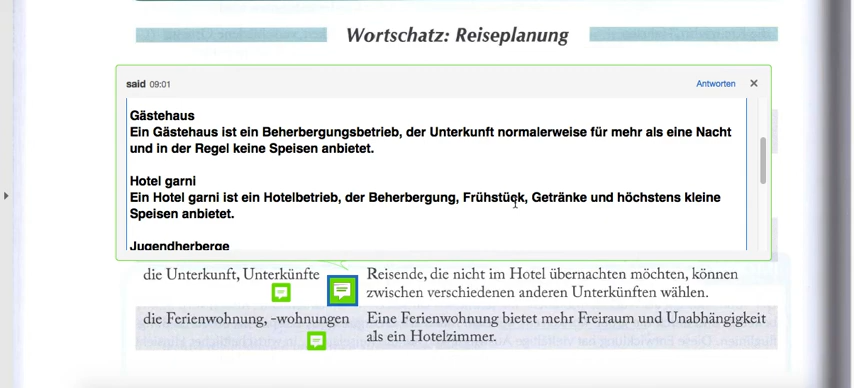 Wortschatz: Reiseplanung
said 09:01
Antworten
Gästehaus
Ein Gästehaus ist ein Beherbergungsbetrieb, der Unterkunft normalerweise für mehr als eine Nacht
und in der Regel keine Speisen anbietet.
Hotel garni
Ein Hotel garni ist ein Hotelbetrieb, der Beherbergung, Frühstück, Getränke und höchstens kleine
Speisen anbietet.
Jugendherberge
die Unterkunft, Unterkünfte
Reisende, die nicht im Hotel übernachten möchten, können
zwischen verschiedenen anderen Unterkünften wählen.
die Ferienwohnung, -wohnungen
Eine Ferienwohnung bietet mehr Freiraum und Unabhängigkeit
als ein Hotelzimmer.